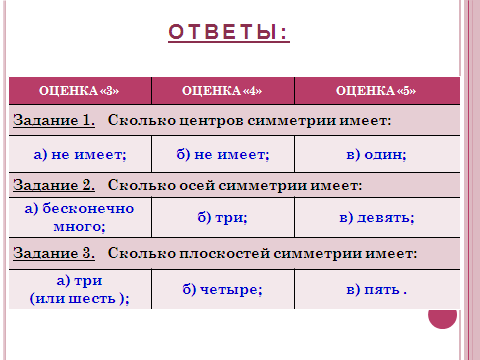 ОТВЕТЫ:
ОЦЕНКА «3» ОЦЕНКА «4» ОЦЕНКА «5»
Задание 1. Сколько центров симметрии имеет:
а) не имеет; б) не имеет; в) один;
Задание 2. Сколько осей симметрии имеет:
а) бесконечно
много; б) три; в) девять;
Задание 3. Сколько плоскостей симметрии имеет:
а) три
(или шесть ); б) четыре; в) пять .